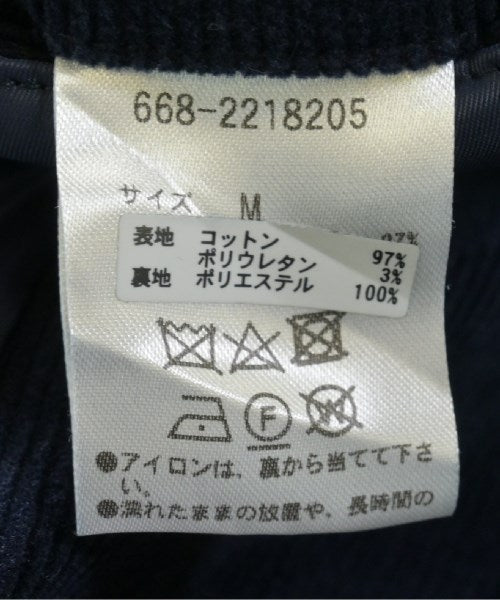 668-2218205
サイズ M
97%
表地 コットン 97%
ポリウレタン 3%
裏地 ポリエステル 100%
F
W
●アイロンは、裏から当てて下さ
い。
●濡れたままの放置や、長時間の